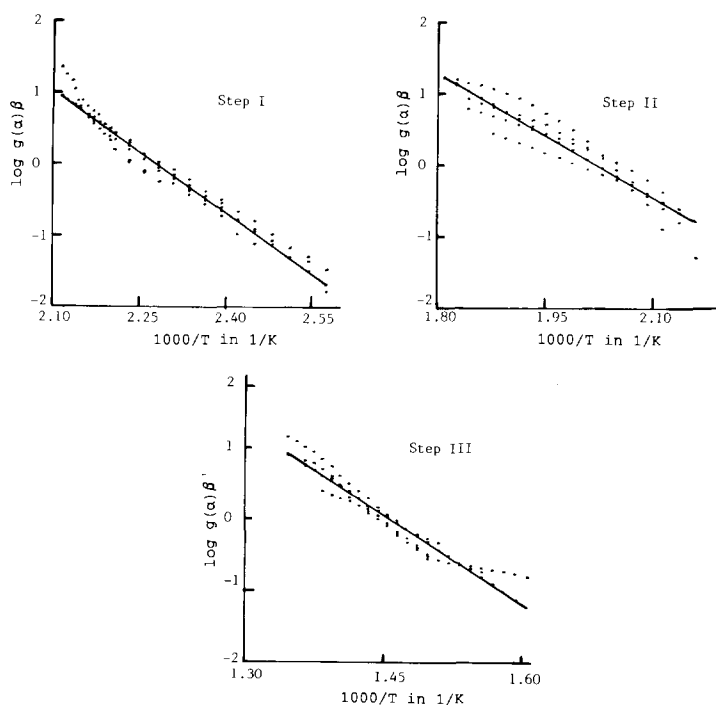 2
1
0
-1
-2
log g(α)β
Step I
2.10
2.25
2.40
2.55
1000/T in 1/K
2
1
0
-1
-2
log g(α)β
Step II
1.80
1.95
2.10
1000/T in 1/K
2
1
0
-1
-2
log g(α)β'
Step III
1.30
1.45
1.60
1000/T in 1/K